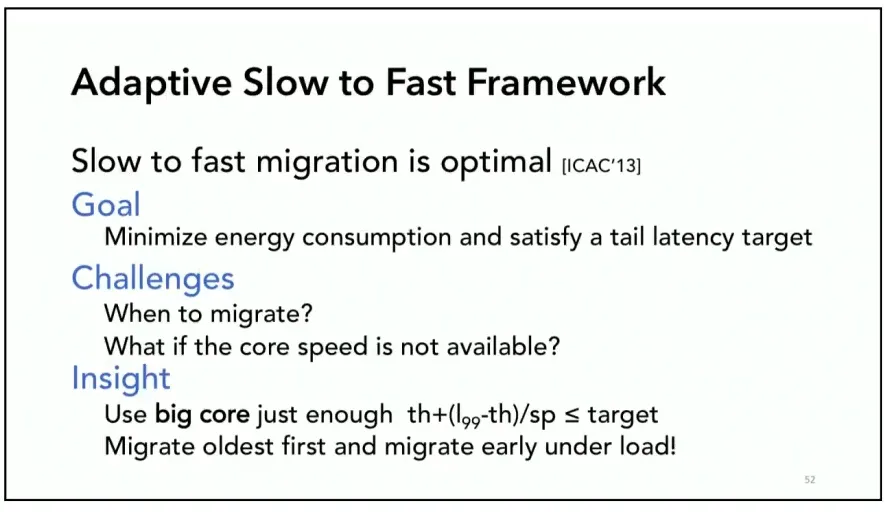 Adaptive Slow to Fast Framework
Slow to fast migration is optimal [ICAC'13]
Goal
Minimize energy consumption and satisfy a tail latency target
Challenges
When to migrate?
What if the core speed is not available?
Insight
Use big core just enough th+(l₉₉-th)/sp ≤ target
Migrate oldest first and migrate early under load!
52